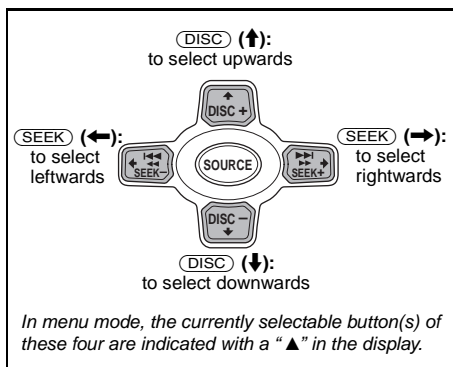 DISC (↑):
to select upwards
DISC +
SEEK (←):
to select
leftwards
SEEK–
SOURCE
SEEK+
SEEK (→):
to select
rightwards
DISC –
DISC (↓):
to select downwards
In menu mode, the currently selectable button(s) of
these four are indicated with a “▲” in the display.